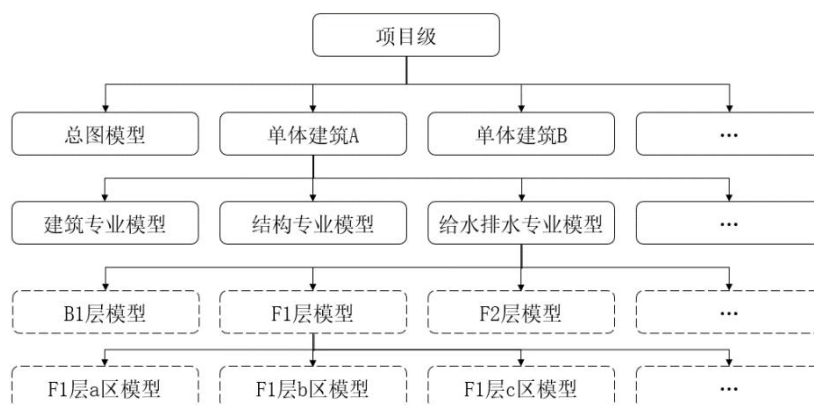 项目级
总图模型
单体建筑A
单体建筑B
…
建筑专业模型
结构专业模型
给水排水专业模型
…
B1层模型
F1层模型
F2层模型
…
F1层a区模型
F1层b区模型
F1层c区模型
…